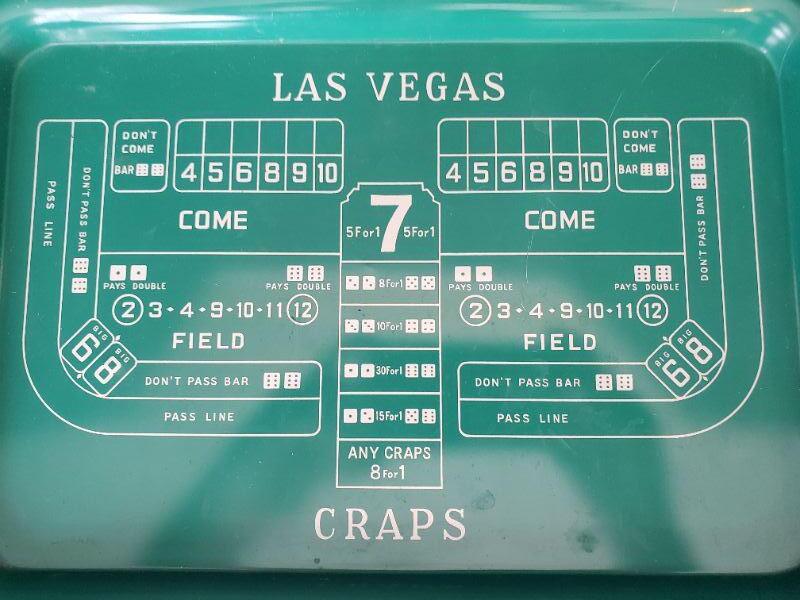 LAS VEGAS
DON'T
COME
BAR
4 5 6 8 9 10
4 5 6 8 9 10
DON'T
COME
BAR
PASS LINE
DON'T PASS BAR
COME
7
5 For 1 5 For 1
COME
DON'T PASS BAR
PAYS DOUBLE PAYS DOUBLE
2 3 • 4 • 9 • 10 • 11 12
FIELD
8 For 1
10 For 1
30 For 1
15 For 1
ANY CRAPS
8 For 1
PAYS DOUBLE PAYS DOUBLE
2 3 • 4 • 9 • 10 • 11 12
FIELD
BIG
6
BIG
8
DON'T PASS BAR
PASS LINE
DON'T PASS BAR
PASS LINE
BIG
6
BIG
8
CRAPS